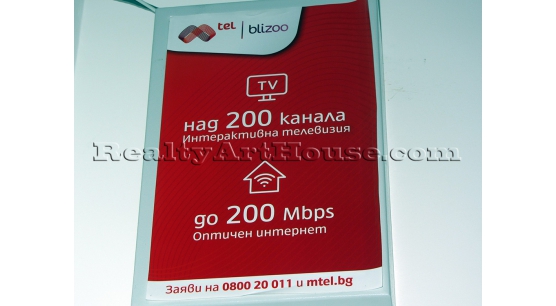 tel | blizoo
TV
над 200 канала
Интерактивна телевизия
RealtyArtHouse.com
до 200 Mbps
Оптичен интернет
Заяви на 0800 20 011 и mtel.bg